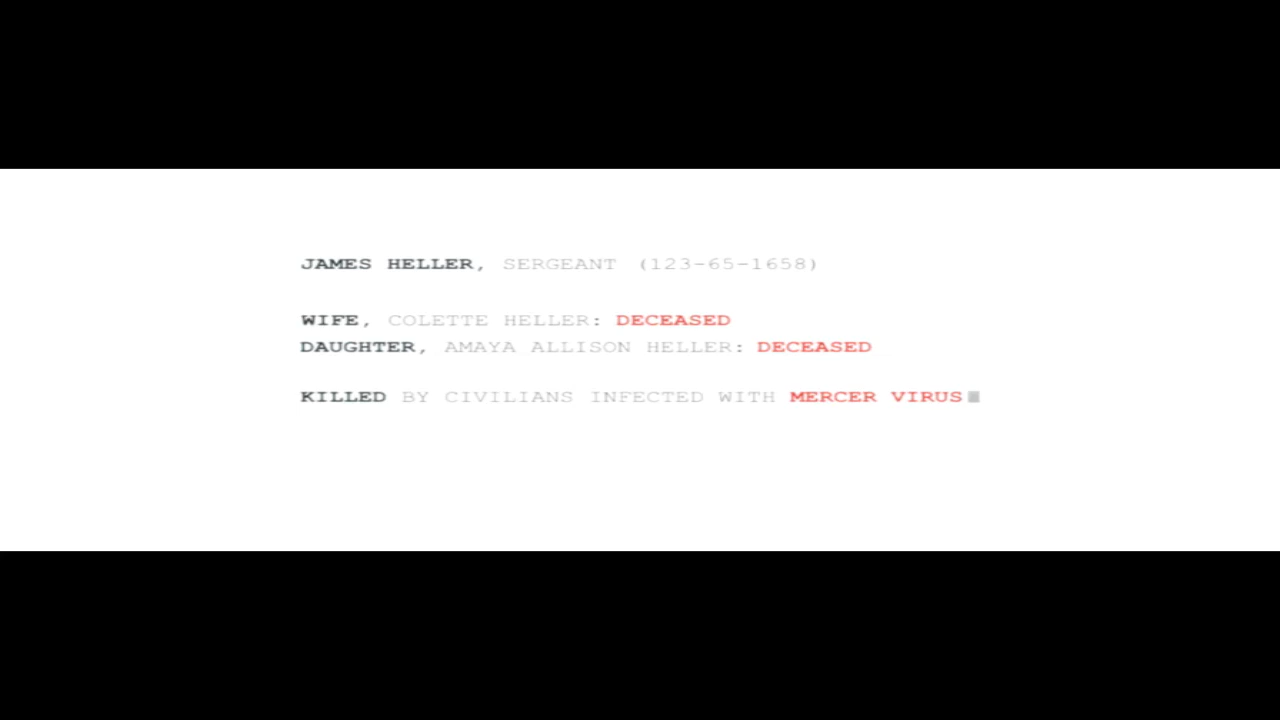 JAMES HELLER, SERGEANT (123-65-1658)
WIFE, COLETTE HELLER: DECEASED
DAUGHTER, AMAYA ALLISON HELLER: DECEASED
KILLED BY CIVILIANS INFECTED WITH MERCER VIRUS